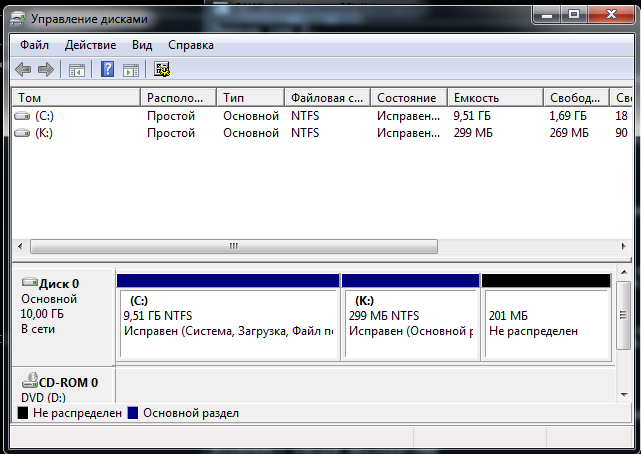 Управление дисками
Файл Действие Вид Справка
Том Располо... Тип Файловая с... Состояние Емкость Свобод... Св
(C:) Простой Основной NTFS Исправен... 9,51 ГБ 1,69 ГБ 18
(K:) Простой Основной NTFS Исправен... 299 МБ 269 МБ 90
Диск 0
Основной
10,00 ГБ
В сети
(C:)
9,51 ГБ NTFS
Исправен (Система, Загрузка, Файл по
(K:)
299 МБ NTFS
Исправен (Основной р
201 МБ
Не распределен
CD-ROM 0
DVD (D:)
Не распределен Основной раздел